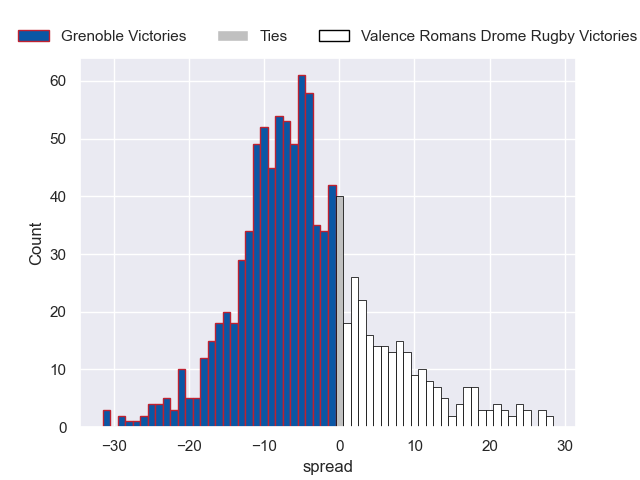 Grenoble Victories Ties Valence Romans Drome Rugby Victories
60
50
40
30
20
10
0
Count
−30 −20 −10 0 10 20 30
spread